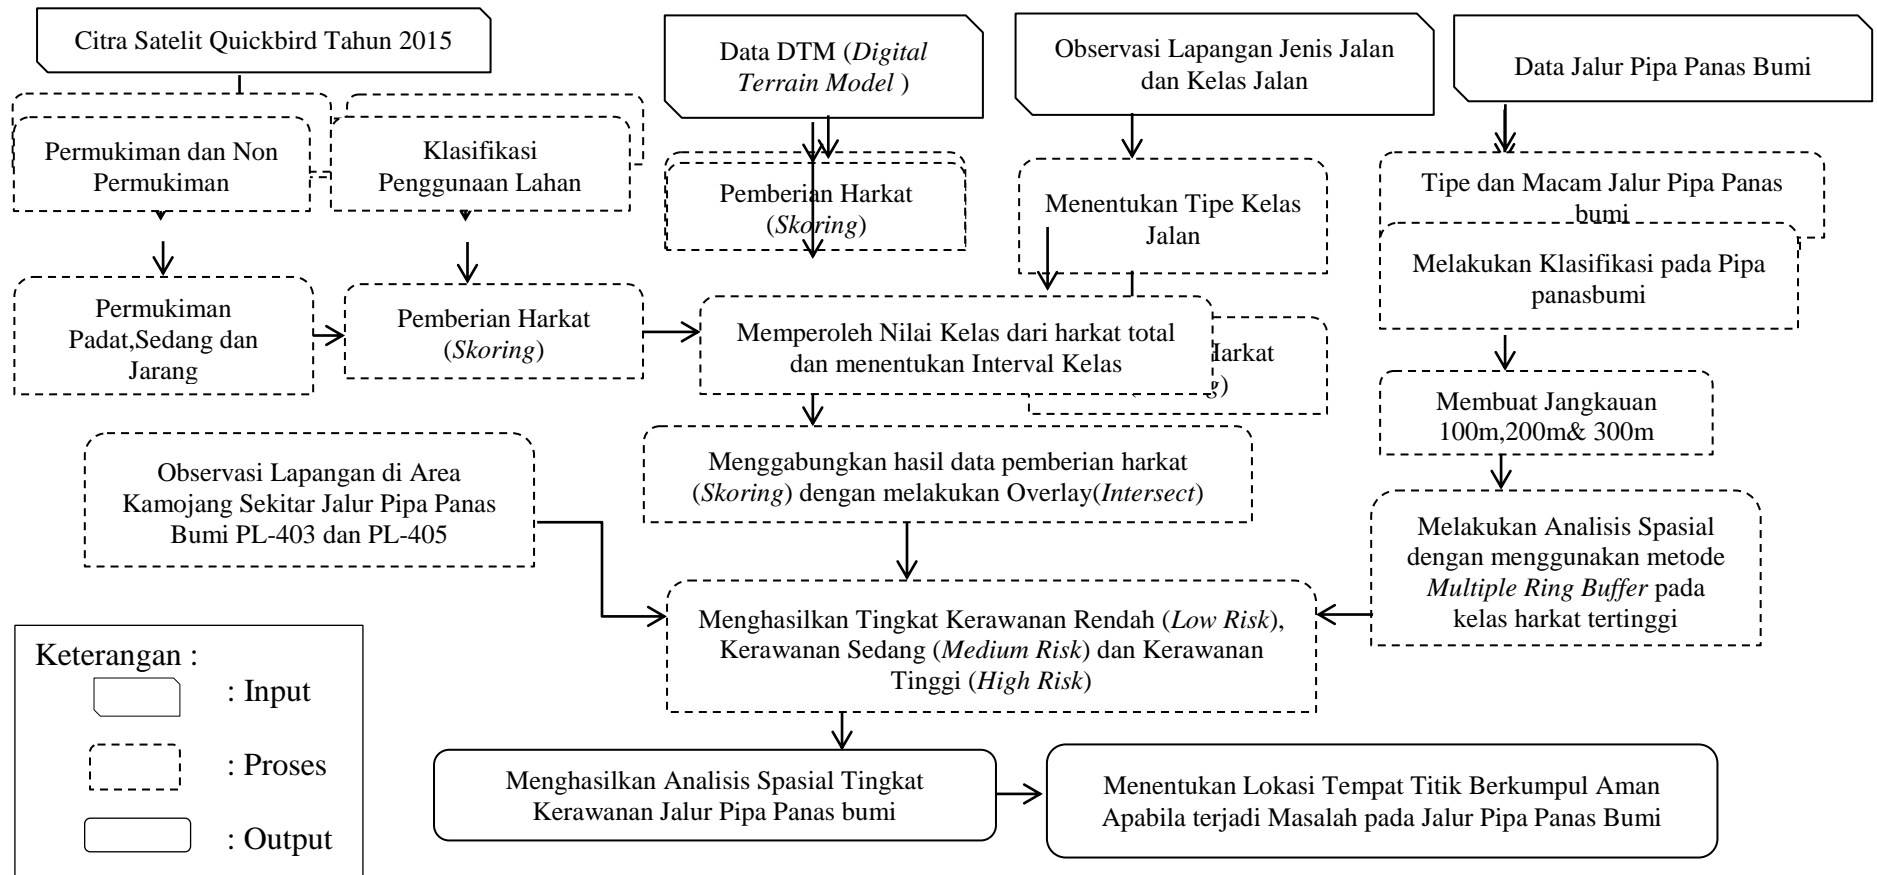 Citra Satelit Quickbird Tahun 2015
Data DTM (Digital
Terrain Model )
Observasi Lapangan Jenis Jalan
dan Kelas Jalan
Data Jalur Pipa Panas Bumi
Permukiman dan Non
Permukiman
Klasifikasi
Penggunaan Lahan
Pemberian Harkat
(Skoring)
Menentukan Tipe Kelas
Jalan
Tipe dan Macam Jalur Pipa Panas
bumi
Melakukan Klasifikasi pada Pipa
panasbumi
Permukiman
Padat,Sedang dan
Jarang
Pemberian Harkat
(Skoring)
Memperoleh Nilai Kelas dari harkat total
dan menentukan Interval Kelas
Harkat
g)
Membuat Jangkauan
100m,200m& 300m
Observasi Lapangan di Area
Kamojang Sekitar Jalur Pipa Panas
Bumi PL-403 dan PL-405
Menggabungkan hasil data pemberian harkat
(Skoring) dengan melakukan Overlay(Intersect)
Melakukan Analisis Spasial
dengan menggunakan metode
Multiple Ring Buffer pada
kelas harkat tertinggi
Menghasilkan Tingkat Kerawanan Rendah (Low Risk),
Kerawanan Sedang (Medium Risk) dan Kerawanan
Tinggi (High Risk)
Keterangan :
: Input
: Proses
: Output
Menghasilkan Analisis Spasial Tingkat
Kerawanan Jalur Pipa Panas bumi
Menentukan Lokasi Tempat Titik Berkumpul Aman
Apabila terjadi Masalah pada Jalur Pipa Panas Bumi